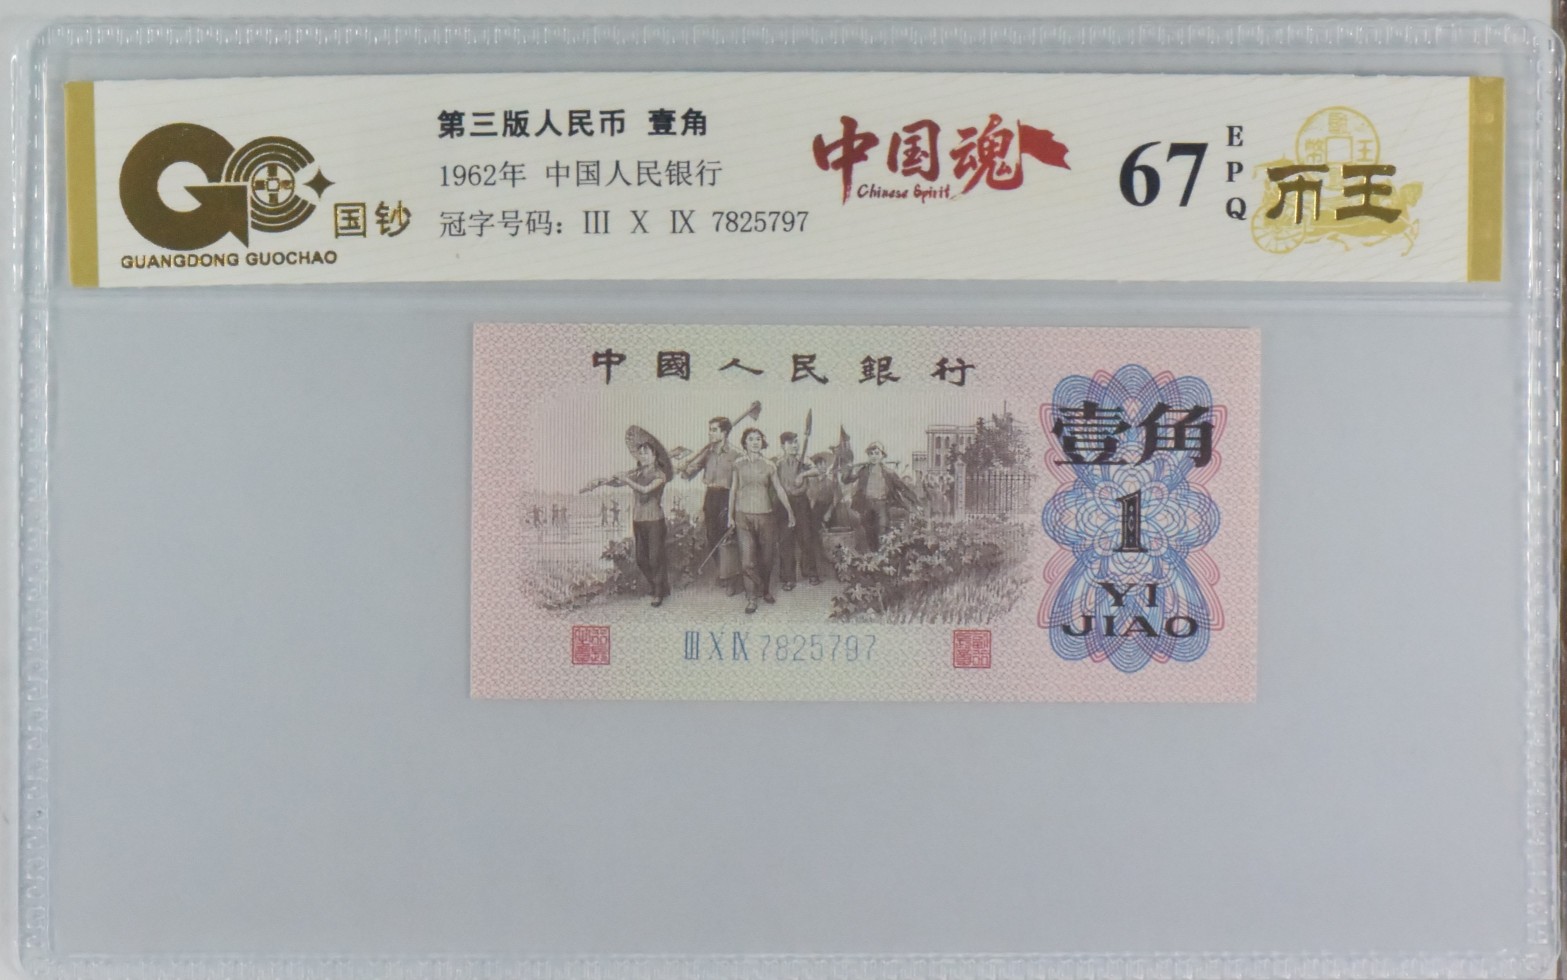 国钞
GUANGDONG GUOCHAO
第三版人民币 壹角
1962年 中国人民银行
冠字号码: III X IX 7825797
中国魂
Chinese Spirit
67
EPQ
币王
中國人民銀行
壹角
1
YI
JIAO
III X IX 7825797